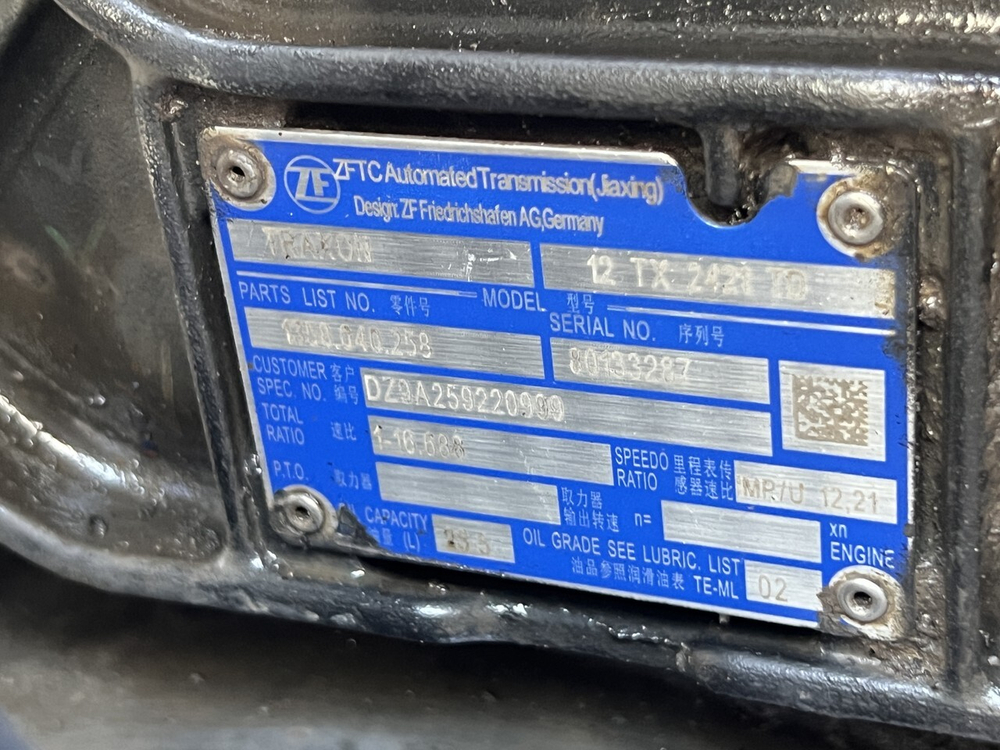 ZF ZFTC Automated Transmission(Jiaxing)
Design: ZF Friedrichshafen AG,Germany
TRAXON 12 TX 2421 TD
PARTS LIST NO. 零件号 MODEL 型号
SERIAL NO. 序列号
.040.258 80133287
CUSTOMER 客户
SPEC. NO. 编号 DZ9A259220999
TOTAL
RATIO 速比 1-16.688
SPEEDO 里程表传
RATIO 感器速比 MP/U 12,21
P.T.O. 取力器
取力器
输出转速 n= xn
ENGINE
CAPACITY
(L)
OIL GRADE SEE LUBRIC. LIST
油品参照润滑油表 TE-ML 02